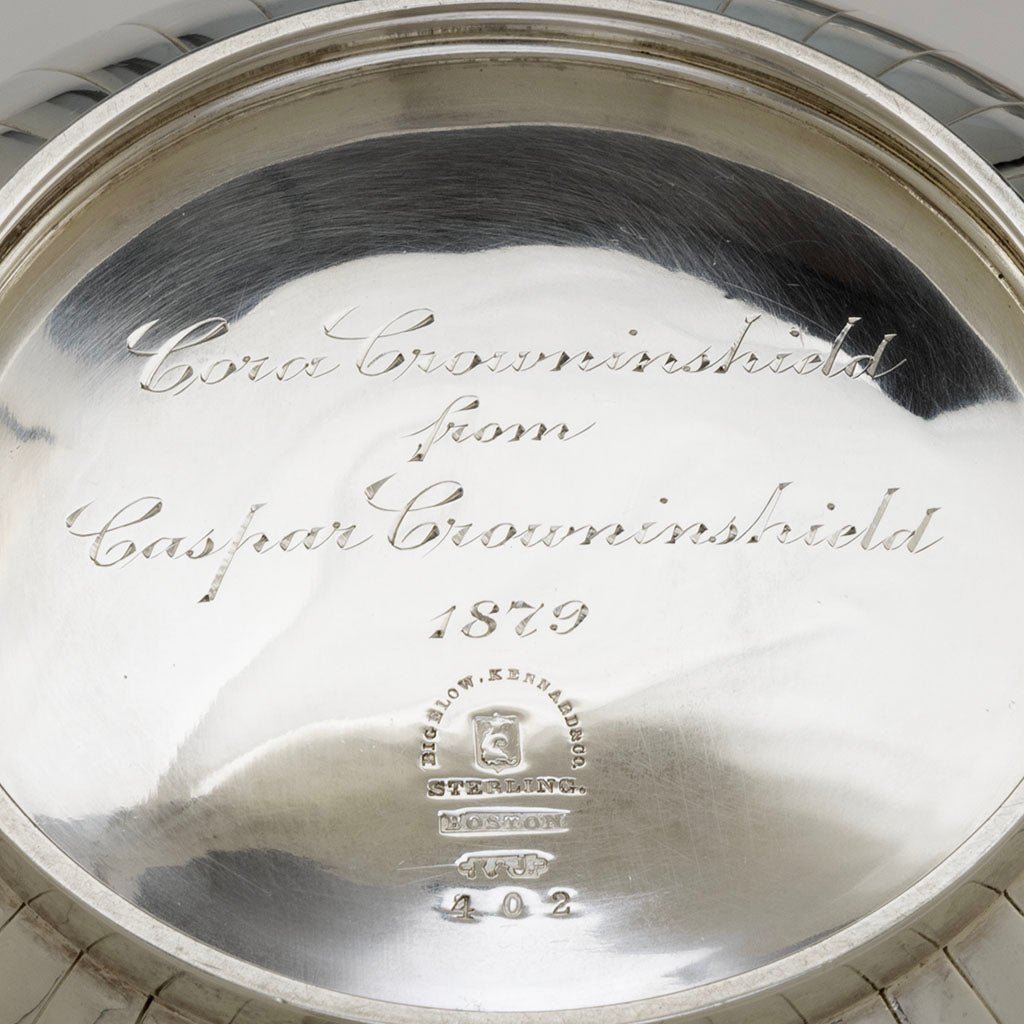 Cora Crowninshield
from
Caspar Crowninshield
1879
BIGELOW. KENNARD & CO.
STERLING.
BOSTON
402